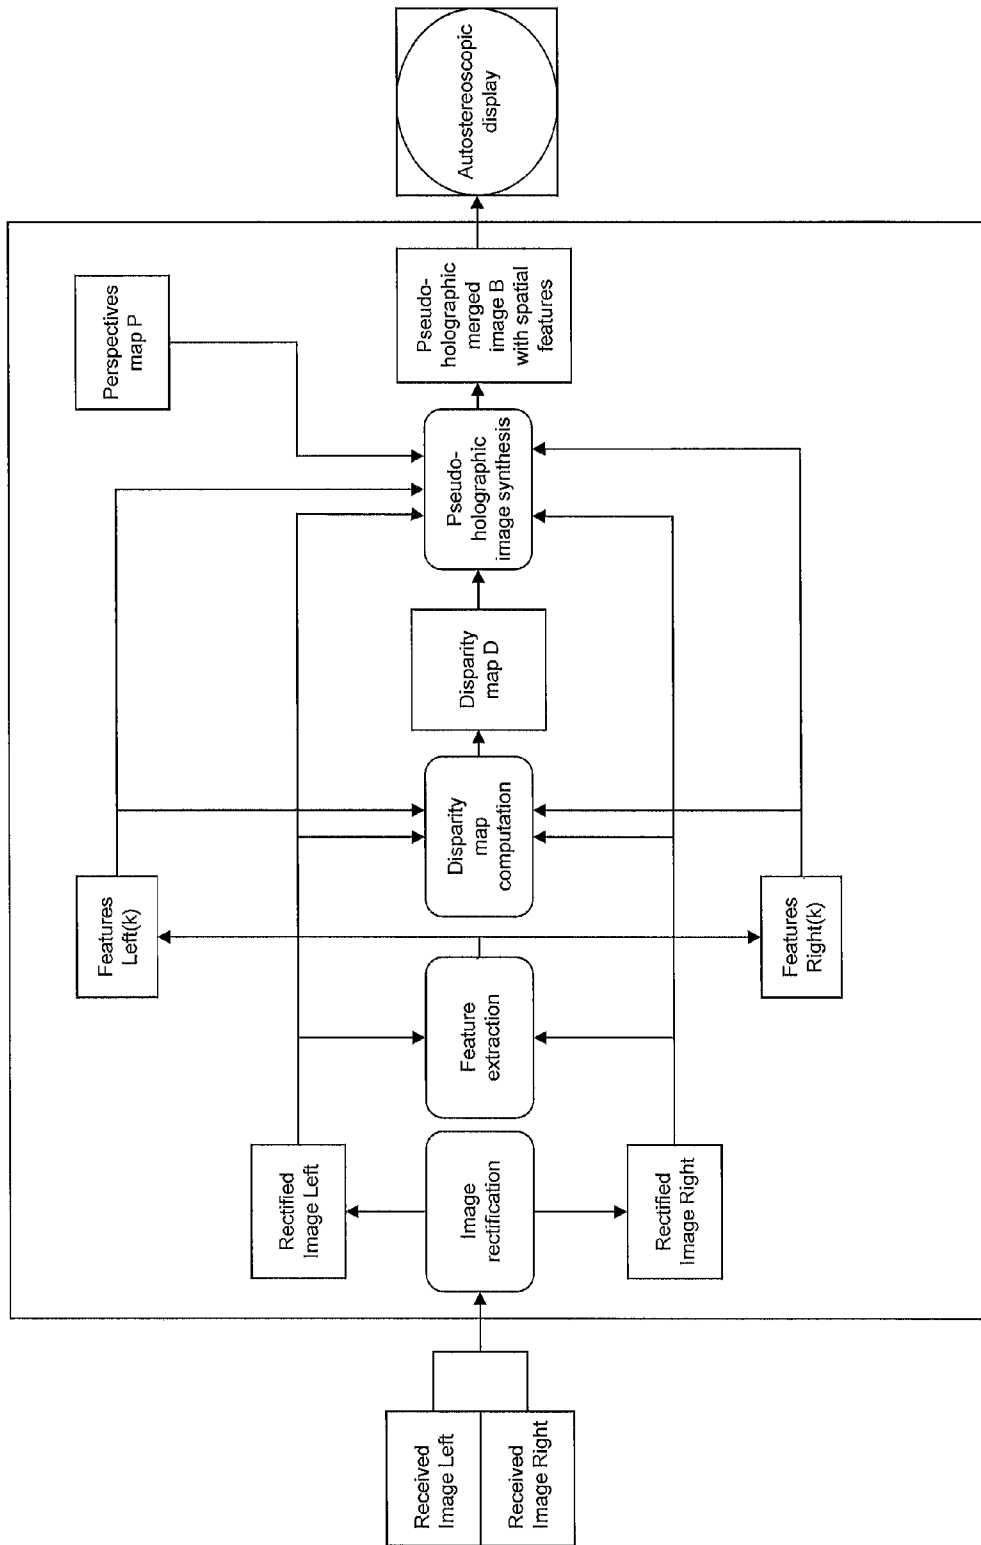 Received
Image Left
Received
Image Right
Image
rectification
Rectified
Image Left
Rectified
Image Right
Feature
extraction
Features
Left(k)
Features
Right(k)
Disparity
map
computation
Disparity
map D
Pseudo-
holographic
image synthesis
Perspectives
map P
Pseudo-
holographic
merged
image B
with spatial
features
Autostereoscopic
display